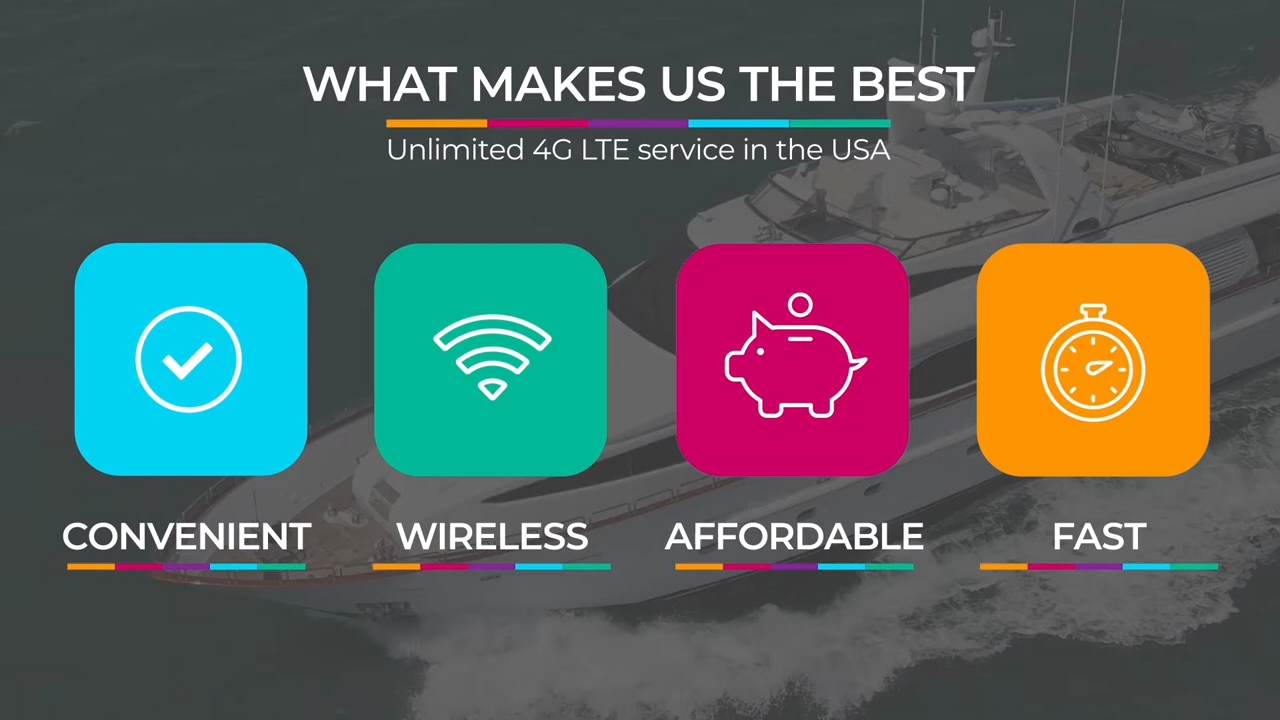 WHAT MAKES US THE BEST
Unlimited 4G LTE service in the USA
CONVENIENT
WIRELESS
AFFORDABLE
FAST